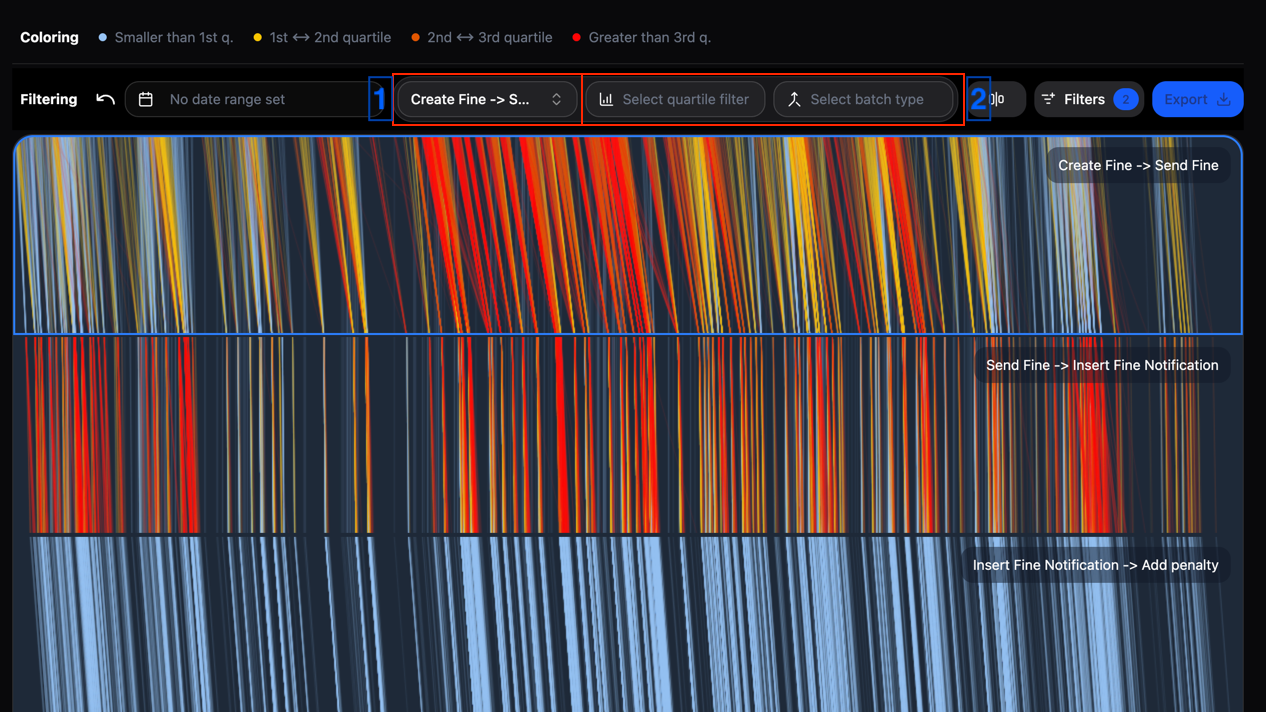 Coloring Smaller than 1st q. 1st <-> 2nd quartile 2nd <-> 3rd quartile Greater than 3rd q.
Filtering No date range set 1 Create Fine -> S... Select quartile filter Select batch type 2 Filters 2 Export
Create Fine -> Send Fine
Send Fine -> Insert Fine Notification
Insert Fine Notification -> Add penalty